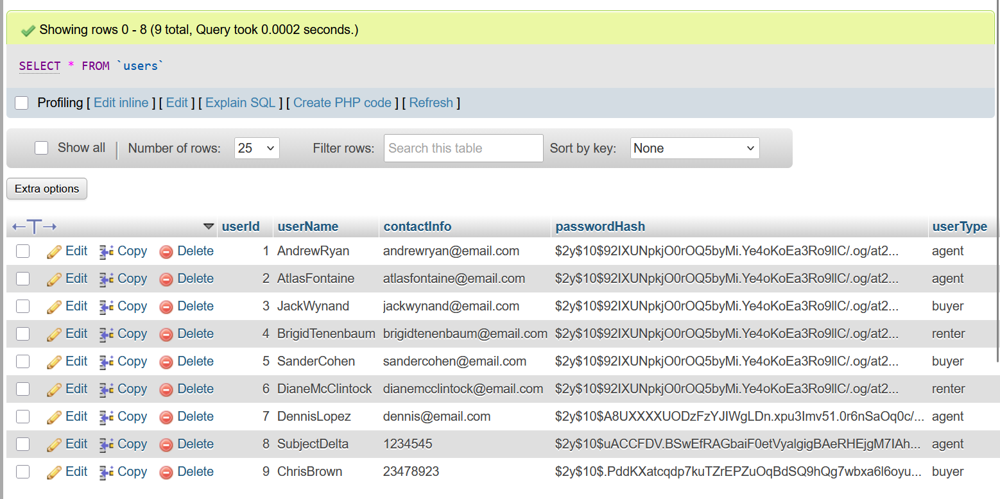 Showing rows 0 - 8 (9 total, Query took 0.0002 seconds.)
SELECT * FROM `users`
Profiling [ Edit inline ] [ Edit ] [ Explain SQL ] [ Create PHP code ] [ Refresh ]
Show all | Number of rows: 25 Filter rows: Search this table Sort by key: None
Extra options
←T→ userId userName contactInfo passwordHash userType
Edit Copy Delete 1 AndrewRyan andrewryan@email.com $2y$10$92IXUNpkjO0rOQ5byMi.Ye4oKoEa3Ro9llC/.og/at2... agent
Edit Copy Delete 2 AtlasFontaine atlasfontaine@email.com $2y$10$92IXUNpkjO0rOQ5byMi.Ye4oKoEa3Ro9llC/.og/at2... agent
Edit Copy Delete 3 JackWynand jackwynand@email.com $2y$10$92IXUNpkjO0rOQ5byMi.Ye4oKoEa3Ro9llC/.og/at2... buyer
Edit Copy Delete 4 BrigidTenenbaum brigidtenenbaum@email.com $2y$10$92IXUNpkjO0rOQ5byMi.Ye4oKoEa3Ro9llC/.og/at2... renter
Edit Copy Delete 5 SanderCohen sandercohen@email.com $2y$10$92IXUNpkjO0rOQ5byMi.Ye4oKoEa3Ro9llC/.og/at2... buyer
Edit Copy Delete 6 DianeMcClintock dianemcclintock@email.com $2y$10$92IXUNpkjO0rOQ5byMi.Ye4oKoEa3Ro9llC/.og/at2... renter
Edit Copy Delete 7 DennisLopez dennis@email.com $2y$10$A8UXXXXUODzFzYJIWgLDn.xpu3Imv51.0r6nSaOq0c/... agent
Edit Copy Delete 8 SubjectDelta 1234545 $2y$10$uACCFDV.BSwEfRAGbaiF0etVyalgigBAeRHEjgM7IAh... agent
Edit Copy Delete 9 ChrisBrown 23478923 $2y$10$.PddKXatcqdp7kuTZrEPZuOqBdSQ9hQg7wbxa6l6oyu... buyer